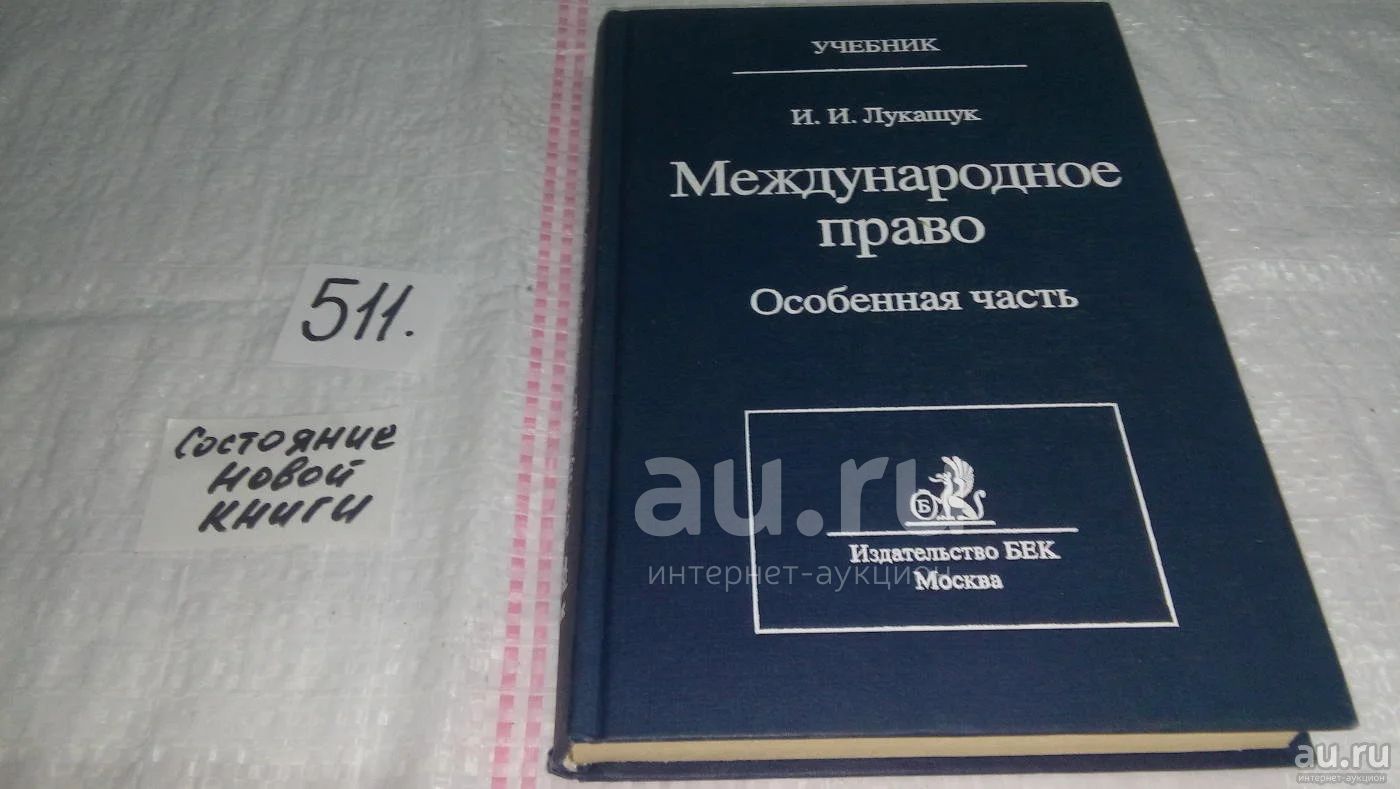 УЧЕБНИК
И. И. Лукашук
Международное
право
Особенная часть
Б
Издательство БЕК
Москва
511.
Состояние
новой
книги
au.ru
интернет-аукцион
au.ru
интернет-аукцион